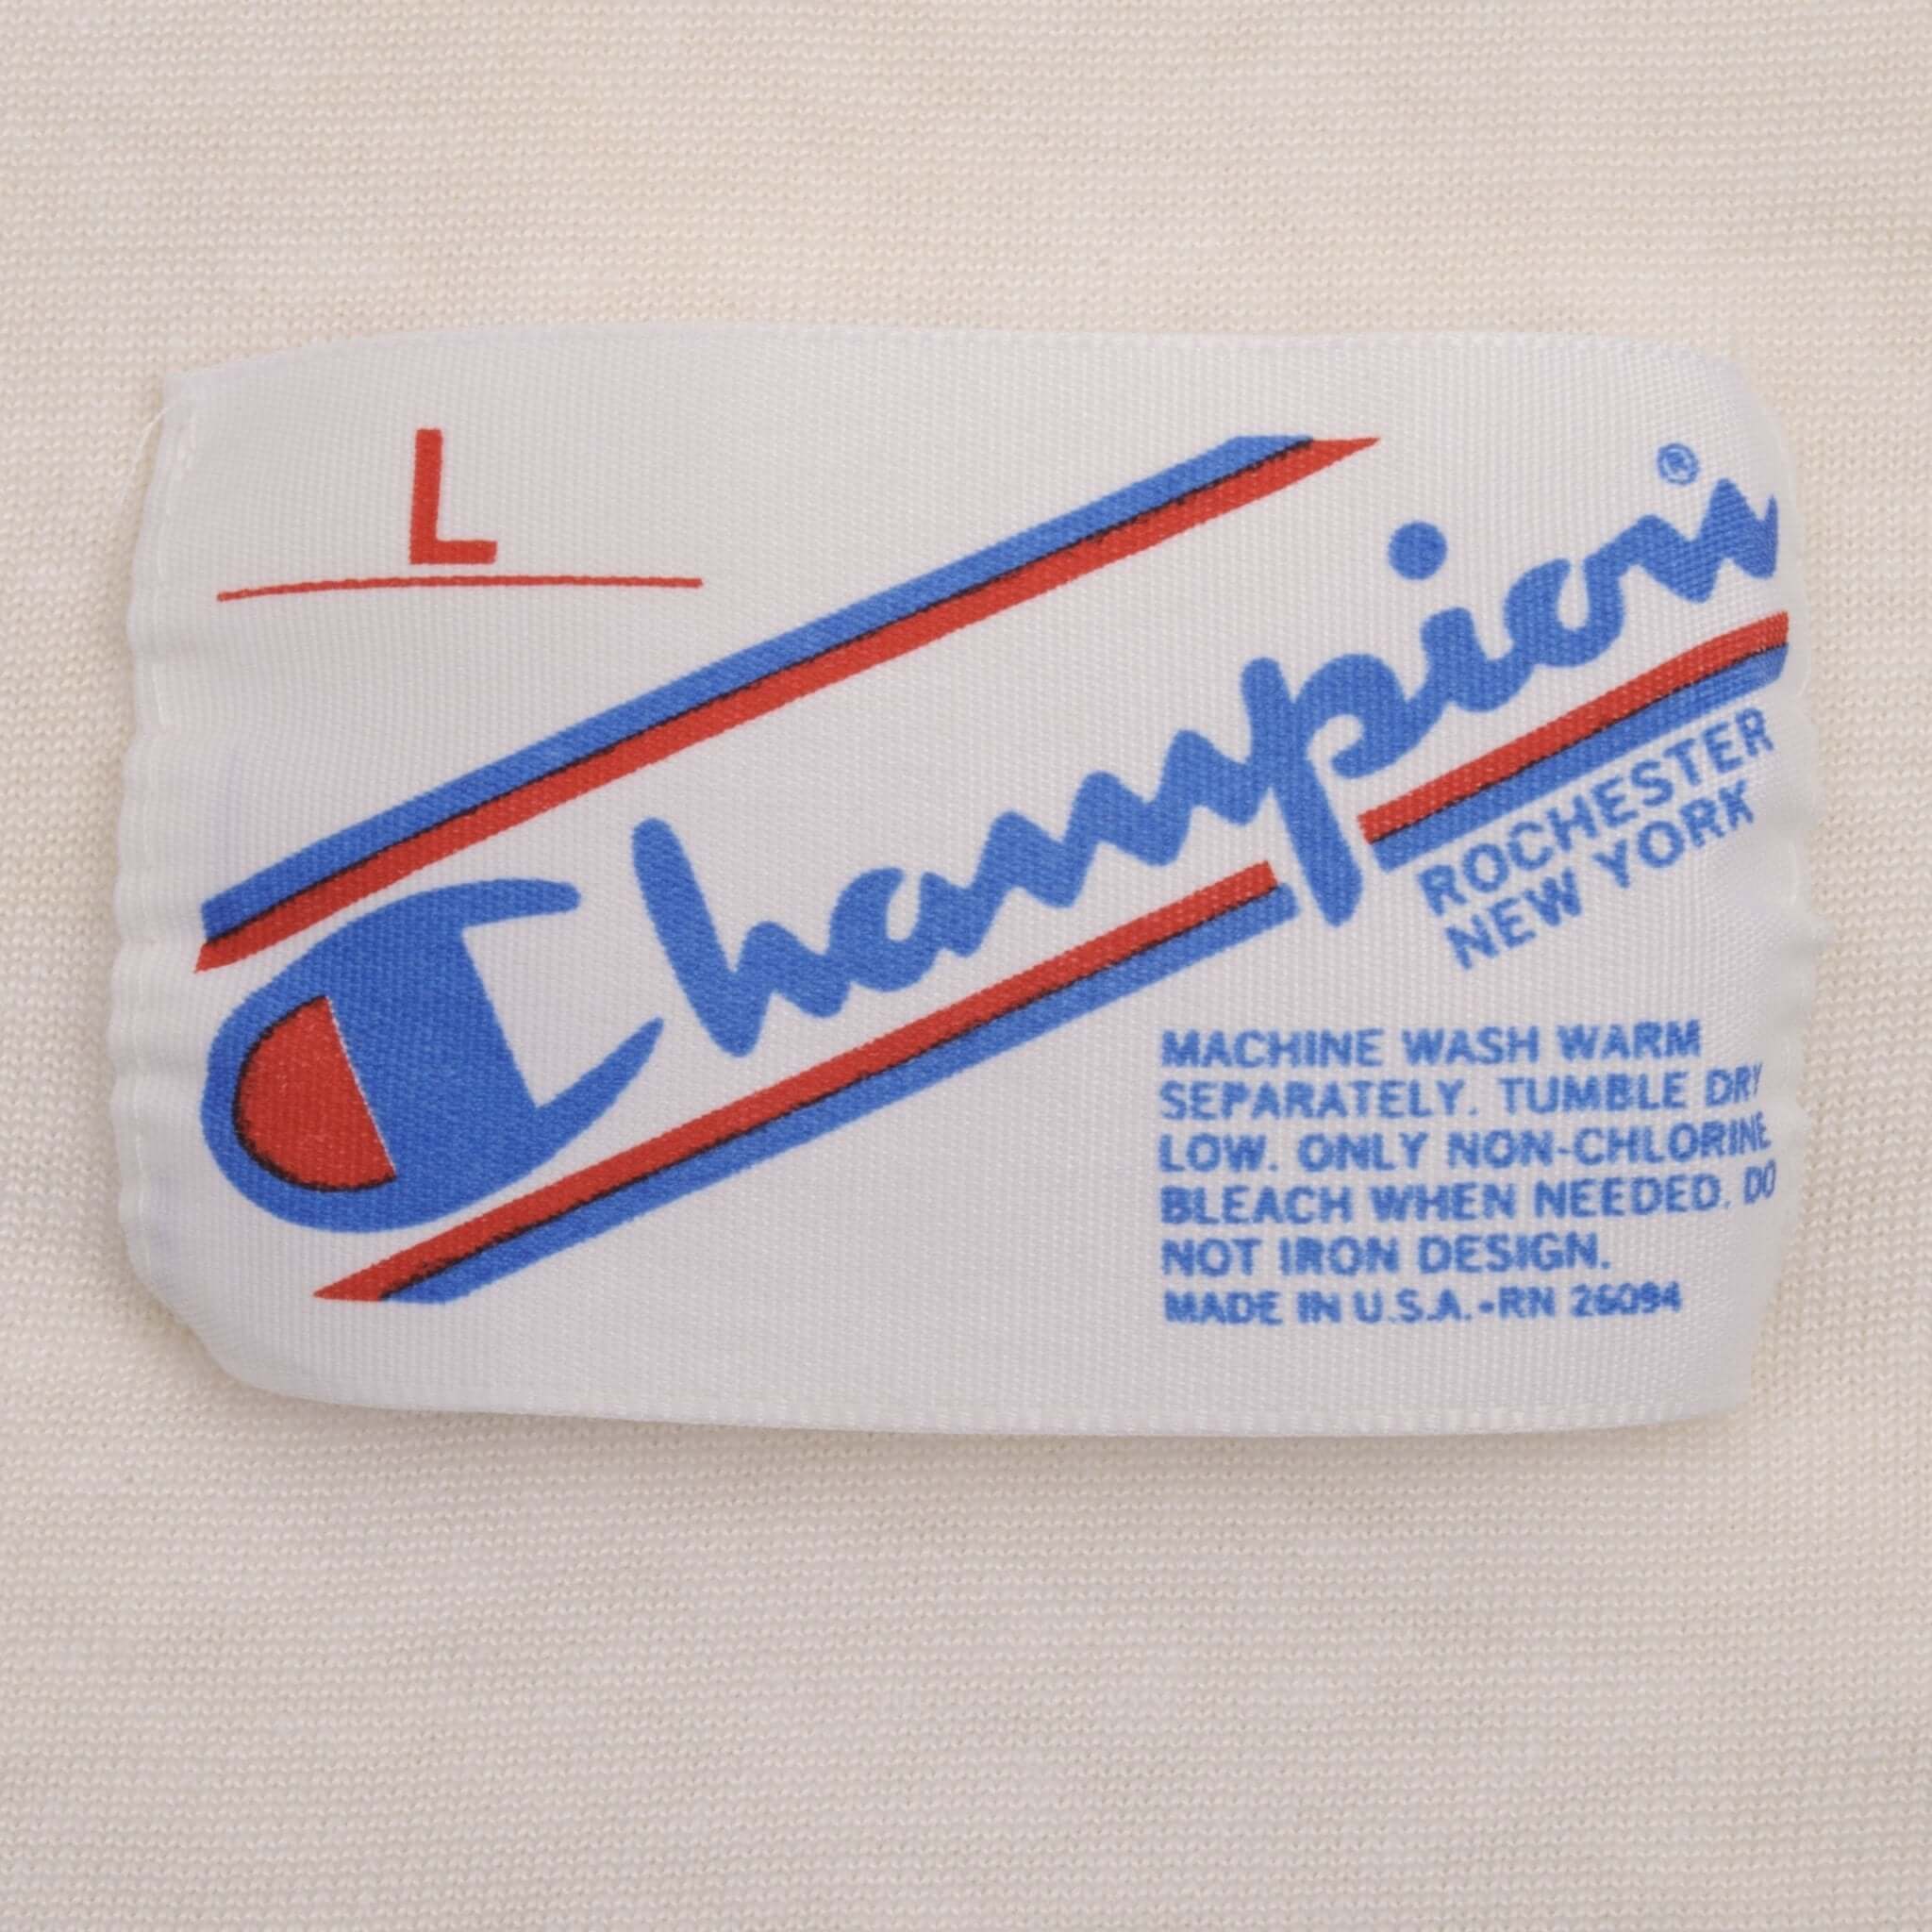 L
Champion®
ROCHESTER
NEW YORK
MACHINE WASH WARM
SEPARATELY. TUMBLE DRY
LOW. ONLY NON-CHLORINE
BLEACH WHEN NEEDED. DO
NOT IRON DESIGN.
MADE IN U.S.A.-RN 26094